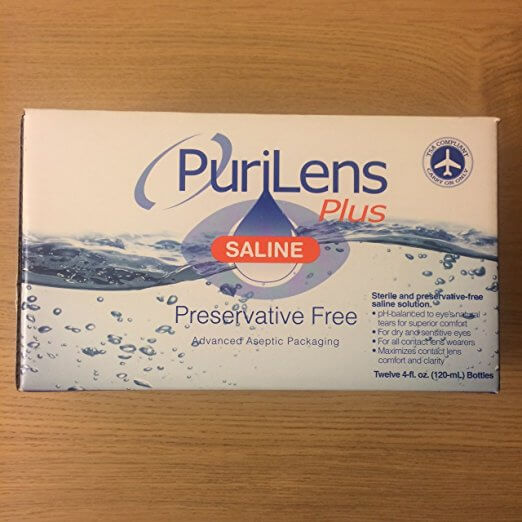 PuriLens
Plus
TSA COMPLIANT
CARRY ON ONLY
SALINE
Preservative Free
Advanced Aseptic Packaging
Sterile and preservative-free
saline solution.
• pH-balanced to eye's natural
tears for superior comfort
• For dry and sensitive eyes
• For all contact lens wearers
• Maximizes contact lens
comfort and clarity
Twelve 4-fl. oz. (120-mL) Bottles